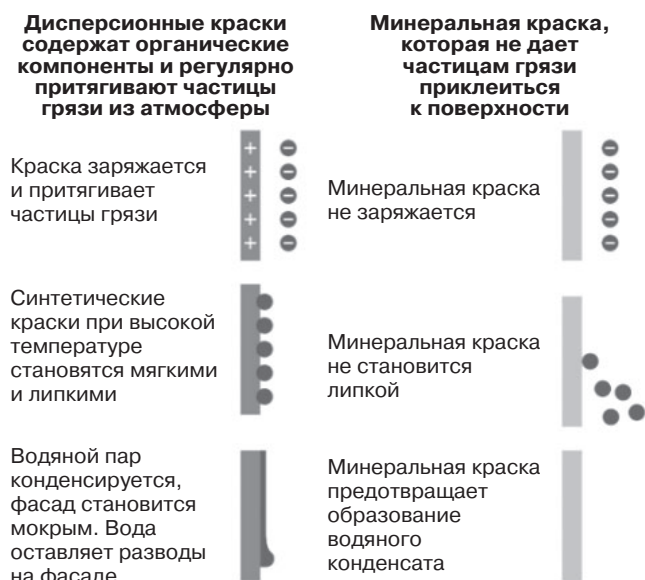 Дисперсионные краски
содержат органические
компоненты и регулярно
притягивают частицы
грязи из атмосферы
Краска заряжается
и притягивает
частицы грязи
Синтетические
краски при высокой
температуре
становятся мягкими
и липкими
Водяной пар
конденсируется,
фасад становится
мокрым. Вода
оставляет разводы
на фасаде
Минеральная краска,
которая не дает
частицам грязи
приклеиться
к поверхности
Минеральная краска
не заряжается
Минеральная краска
не становится
липкой
Минеральная краска
предотвращает
образование
водяного
конденсата